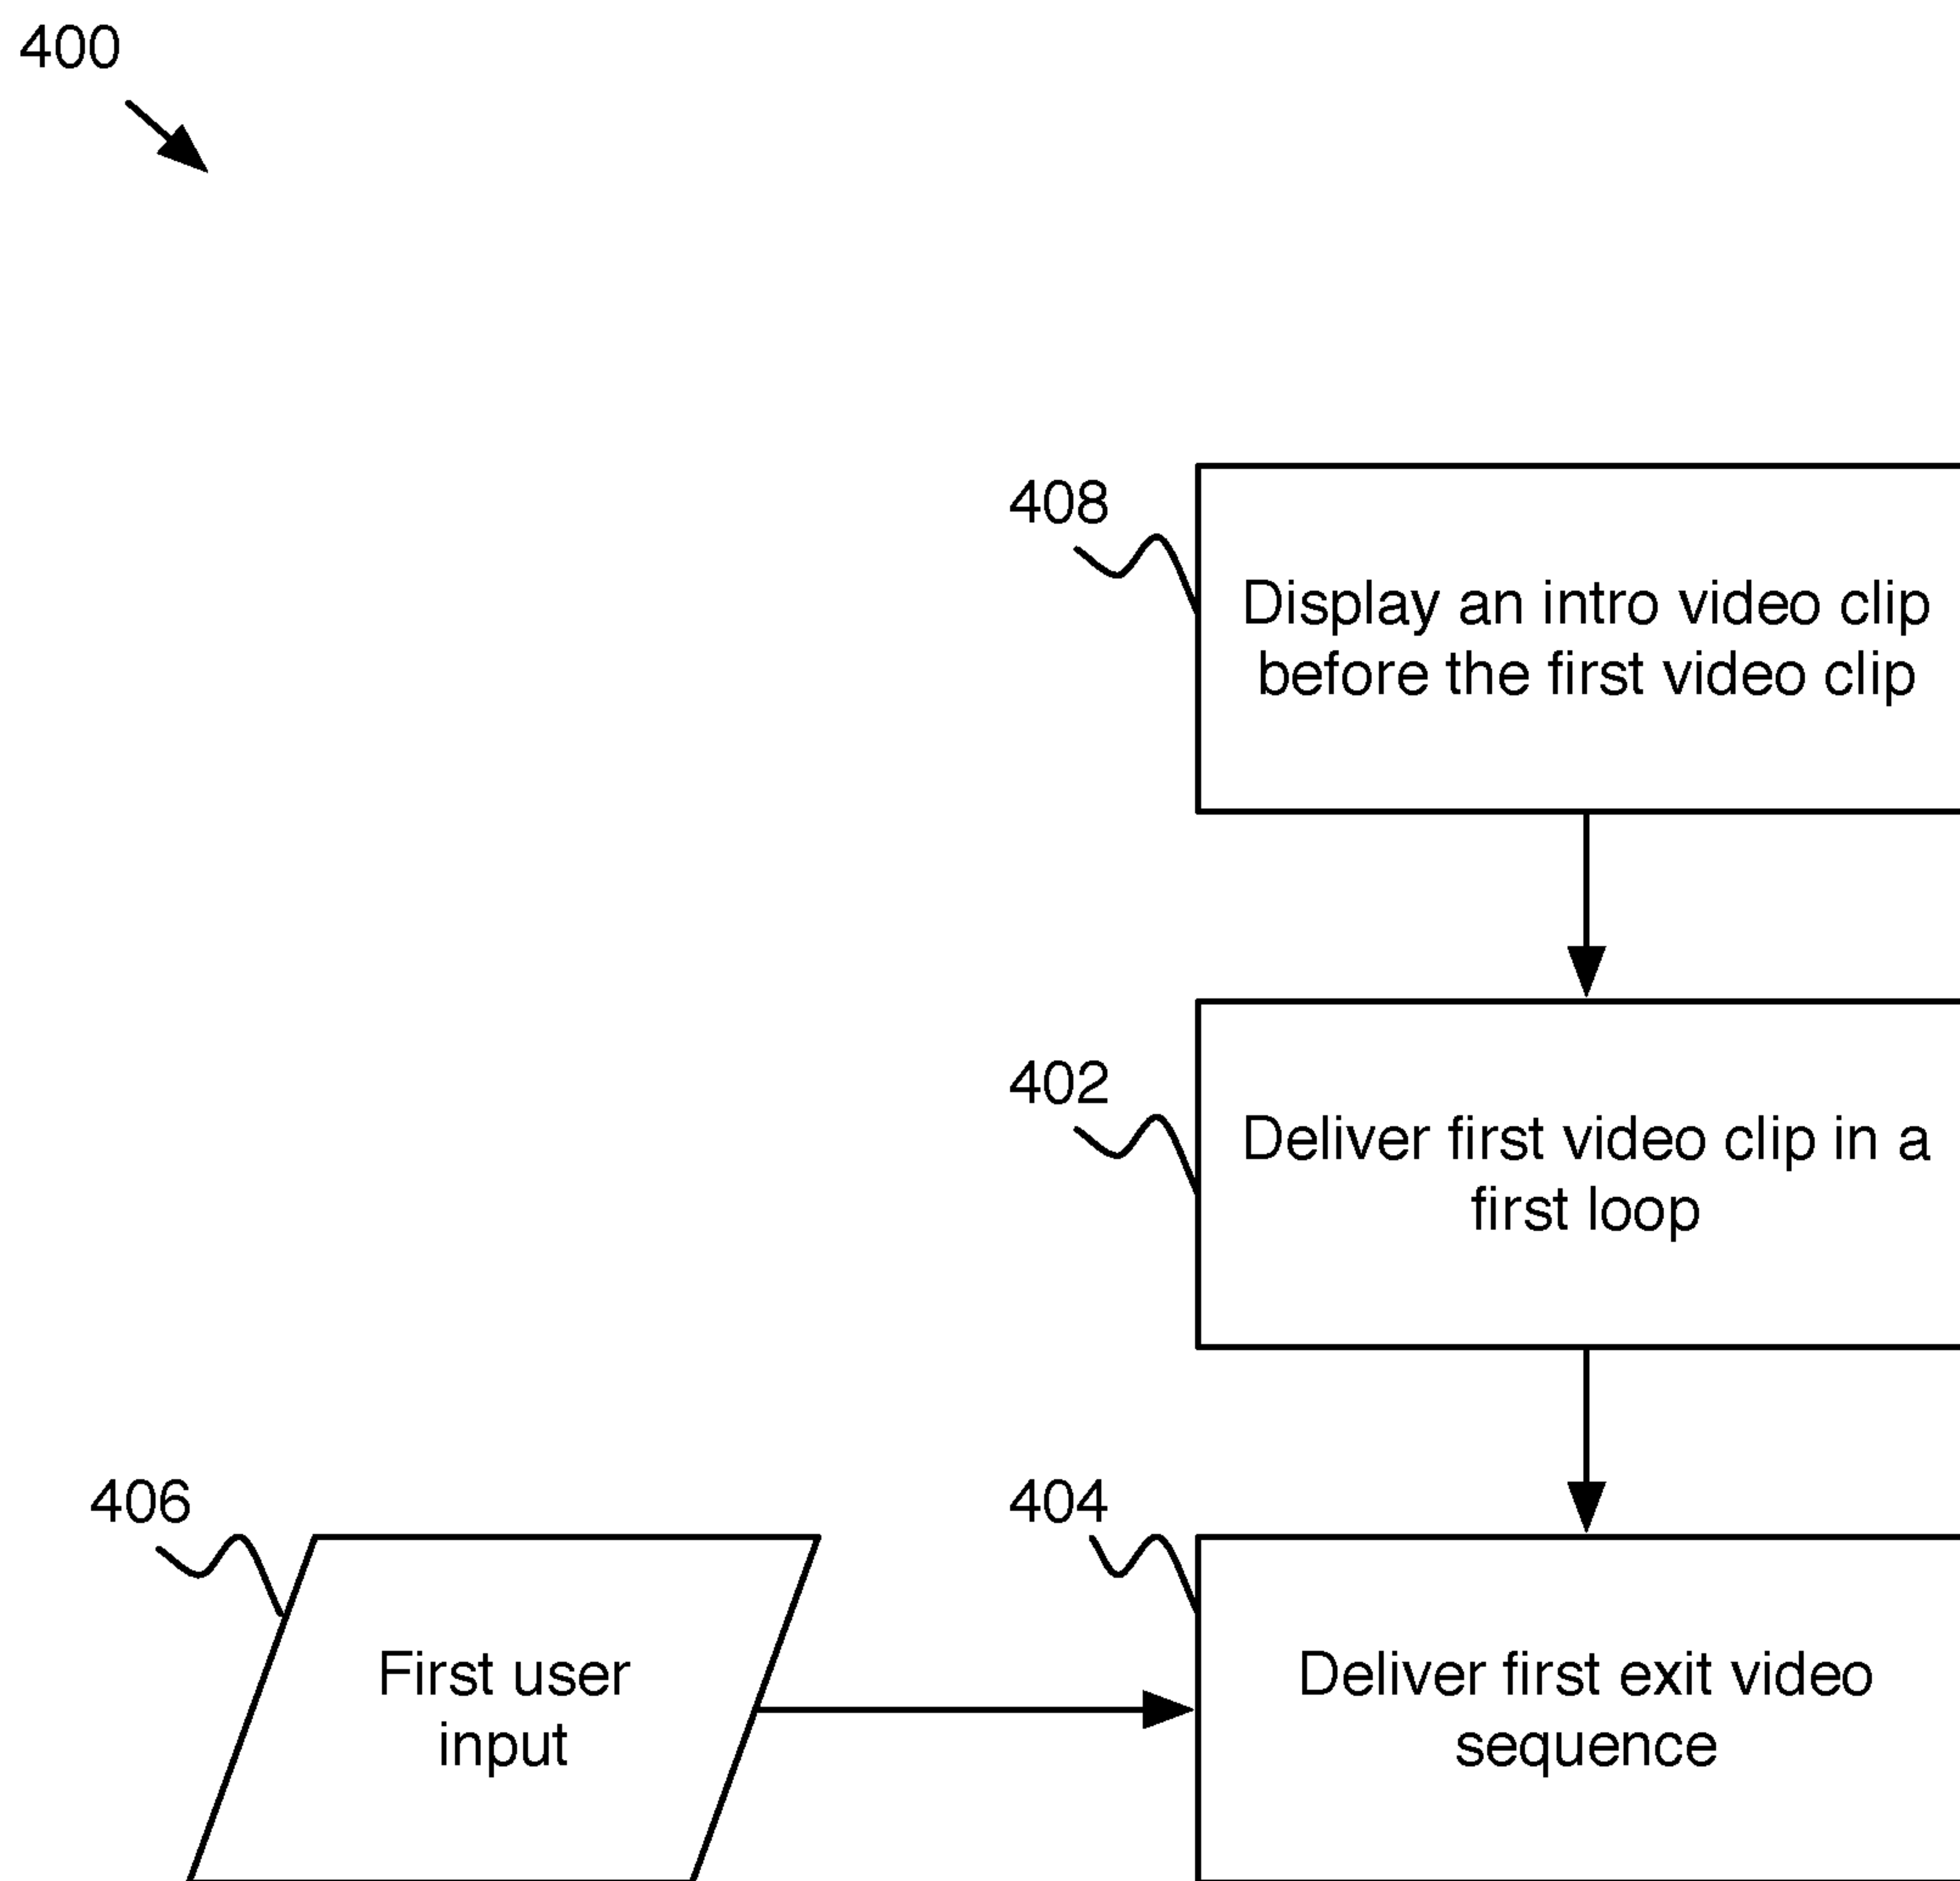 400
408
Display an intro video clip
before the first video clip
402
Deliver first video clip in a
first loop
406
First user
input
404
Deliver first exit video
sequence